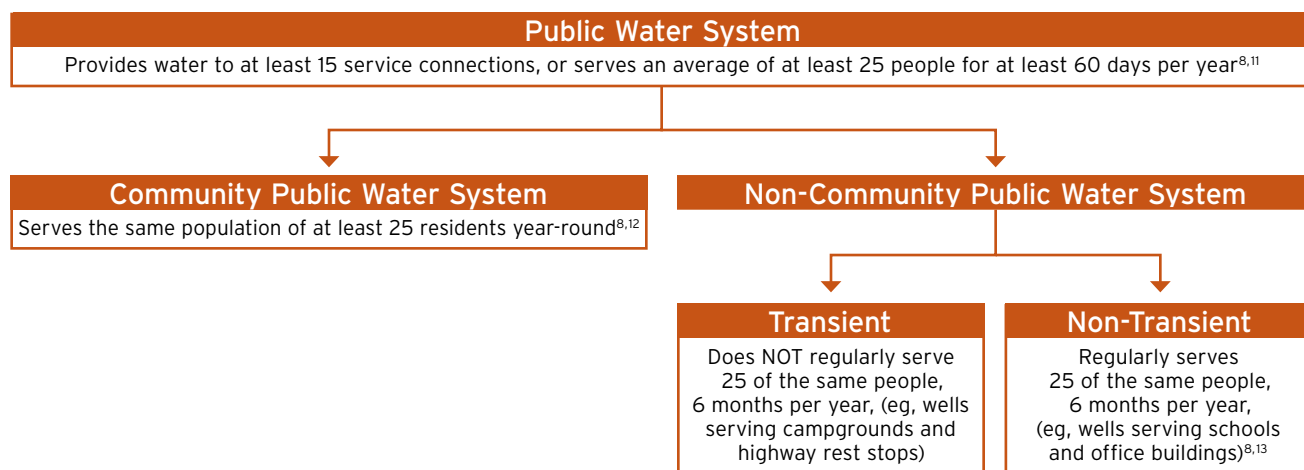 Public Water System
Provides water to at least 15 service connections, or serves an average of at least 25 people for at least 60 days per year8,11
Community Public Water System
Serves the same population of at least 25 residents year-round8,12
Non-Community Public Water System
Transient
Does NOT regularly serve
25 of the same people,
6 months per year, (eg, wells
serving campgrounds and
highway rest stops)
Non-Transient
Regularly serves
25 of the same people,
6 months per year,
(eg, wells serving schools
and office buildings)8,13